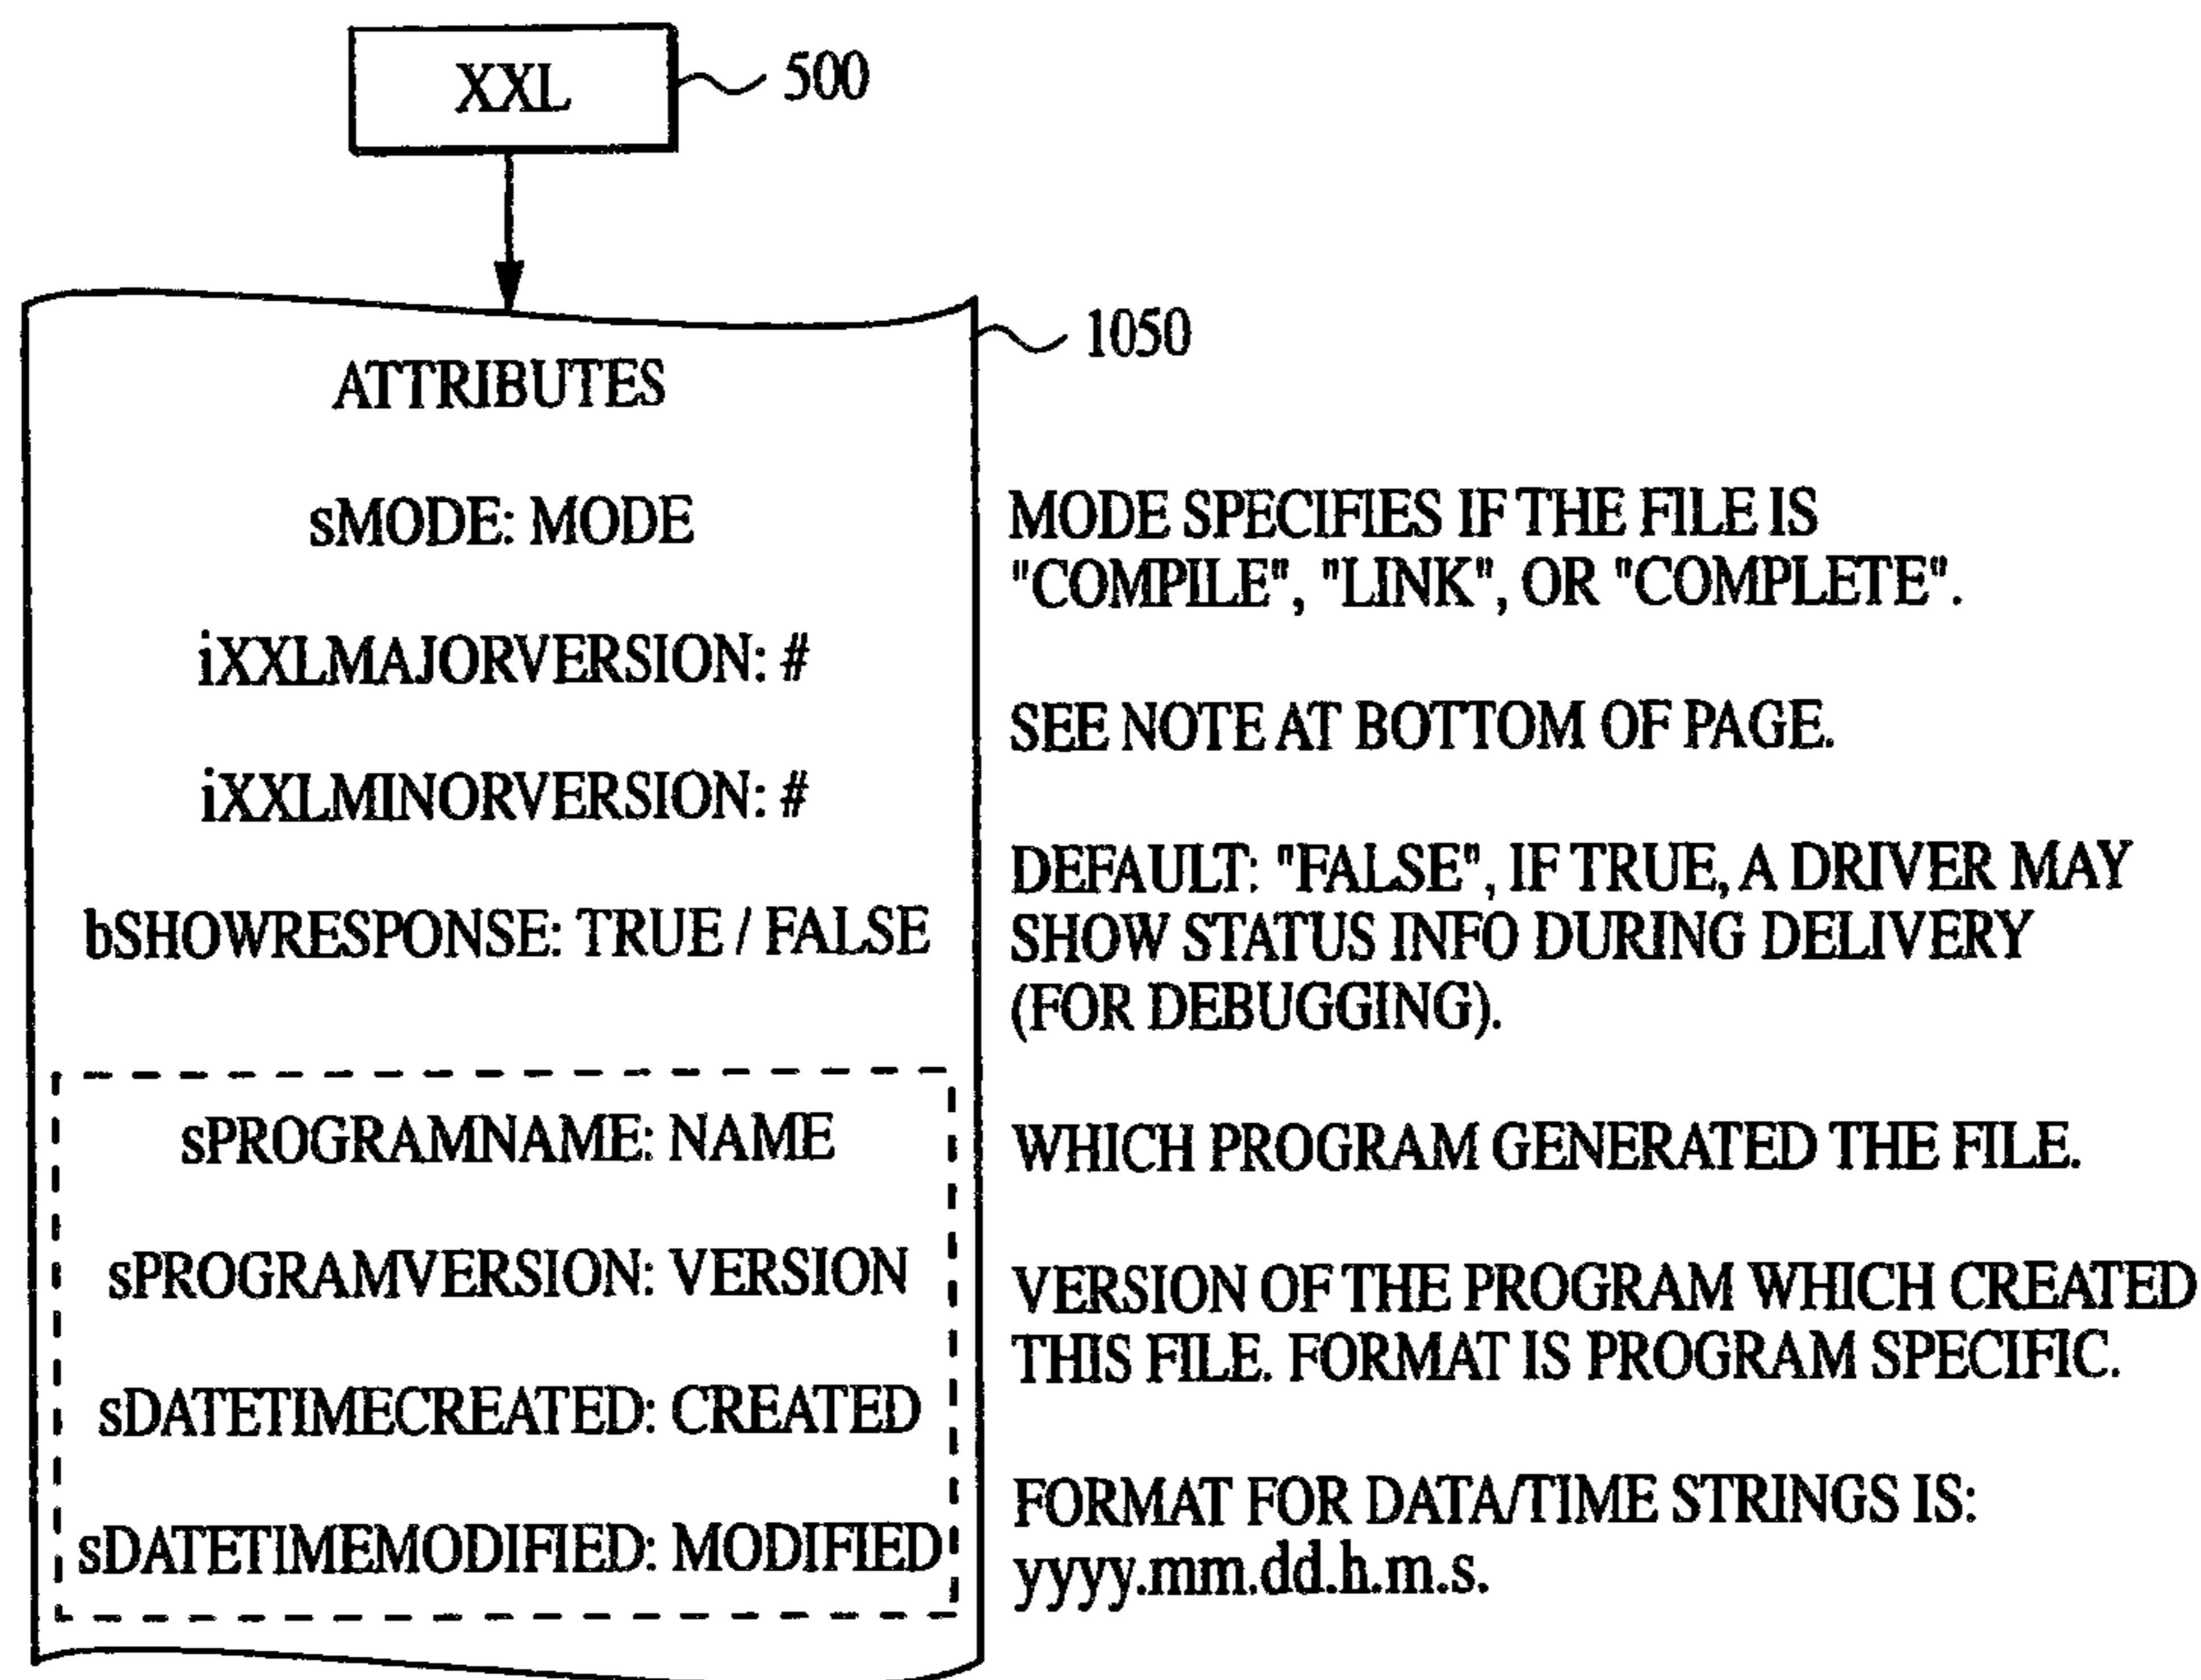 XXL
500
1050
ATTRIBUTES
sMODE: MODE
MODE SPECIFIES IF THE FILE IS
"COMPILE", "LINK", OR "COMPLETE".
iXXLMAJORVERSION: #
SEE NOTE AT BOTTOM OF PAGE.
iXXLMINORVERSION: #
bSHOWRESPONSE: TRUE / FALSE
DEFAULT: "FALSE", IF TRUE, A DRIVER MAY
SHOW STATUS INFO DURING DELIVERY
(FOR DEBUGGING).
sPROGRAMNAME: NAME
WHICH PROGRAM GENERATED THE FILE.
sPROGRAMVERSION: VERSION
VERSION OF THE PROGRAM WHICH CREATED
THIS FILE. FORMAT IS PROGRAM SPECIFIC.
sDATETIMECREATED: CREATED
sDATETIMEMODIFIED: MODIFIED
FORMAT FOR DATA/TIME STRINGS IS:
yyyy.mm.dd.h.m.s.